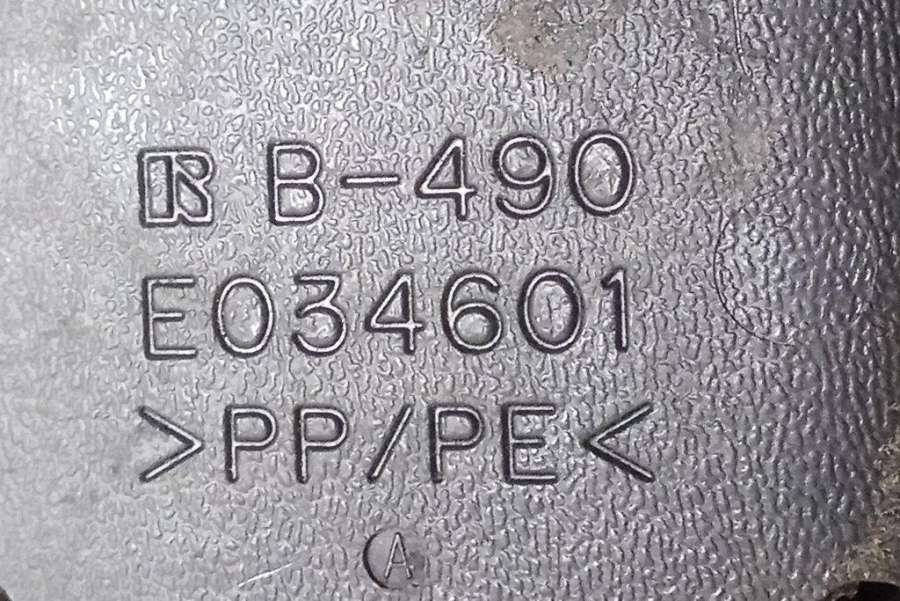 R B-490
E034601
>PP/PE<
A